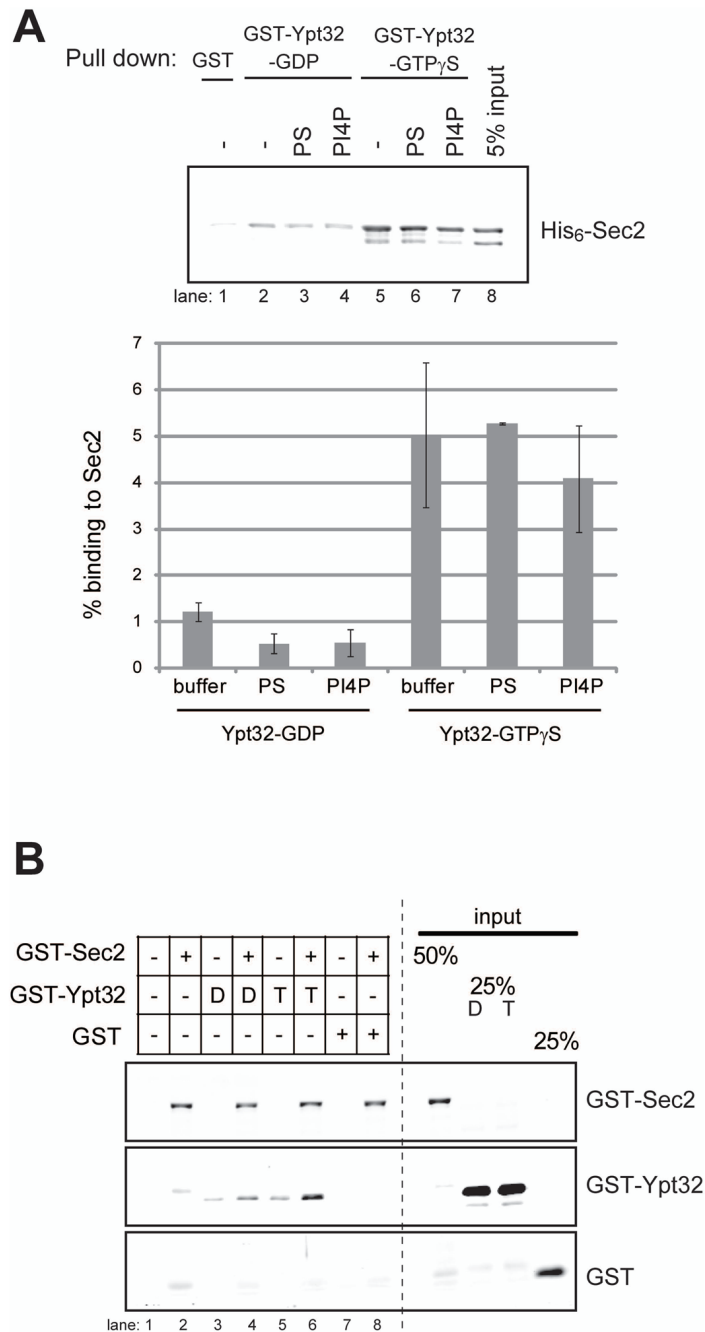 A
GST-Ypt32 GST-Ypt32
Pull down: GST -GDP -GTPγS
- - PS PI4P - PS PI4P 5% input
His6-Sec2
lane: 1 2 3 4 5 6 7 8
7
6
5
4
3
2
1
0
% binding to Sec2
buffer PS PI4P buffer PS PI4P
Ypt32-GDP Ypt32-GTPγS
B
input
GST-Sec2 - + - + - + - + 50%
GST-Ypt32 - - D D T T - - 25%
D T
GST - - - - - - + + 25%
GST-Sec2
GST-Ypt32
GST
lane: 1 2 3 4 5 6 7 8